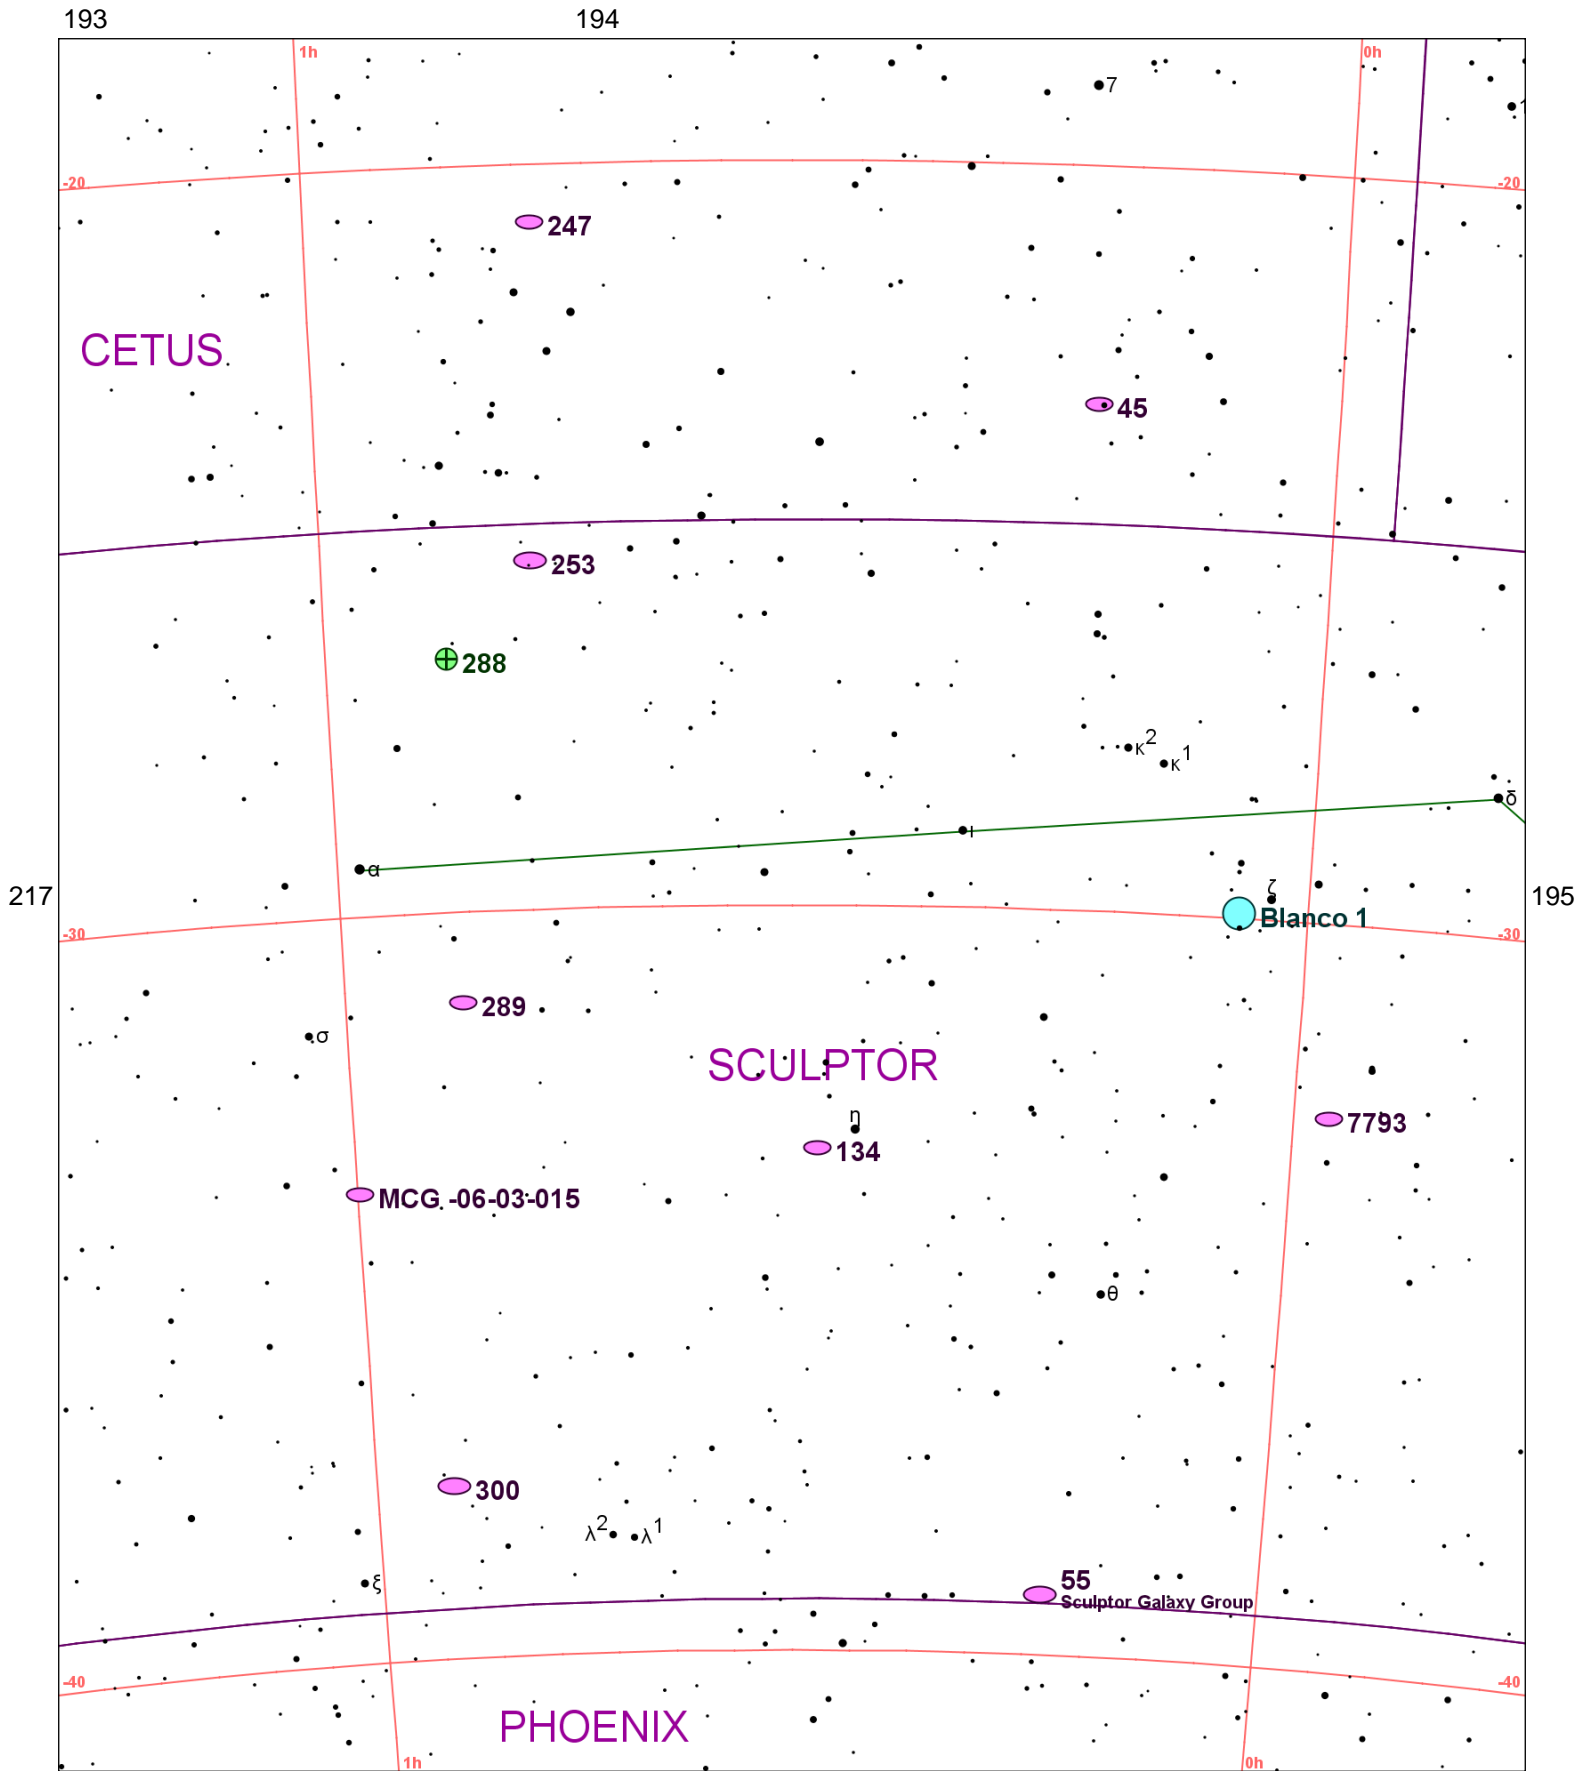 193 194
1h 0h
7
-20 -20
247
CETUS
45
253
288
κ2
κ1
δ
ι
α
ζ
217 195
Blanco 1
-30 -30
289
σ
SCULPTOR
η
7793
134
MCG -06-03-015
θ
300
λ2 λ1
55
ξ
Sculptor Galaxy Group
-40 -40
PHOENIX
1h 0h